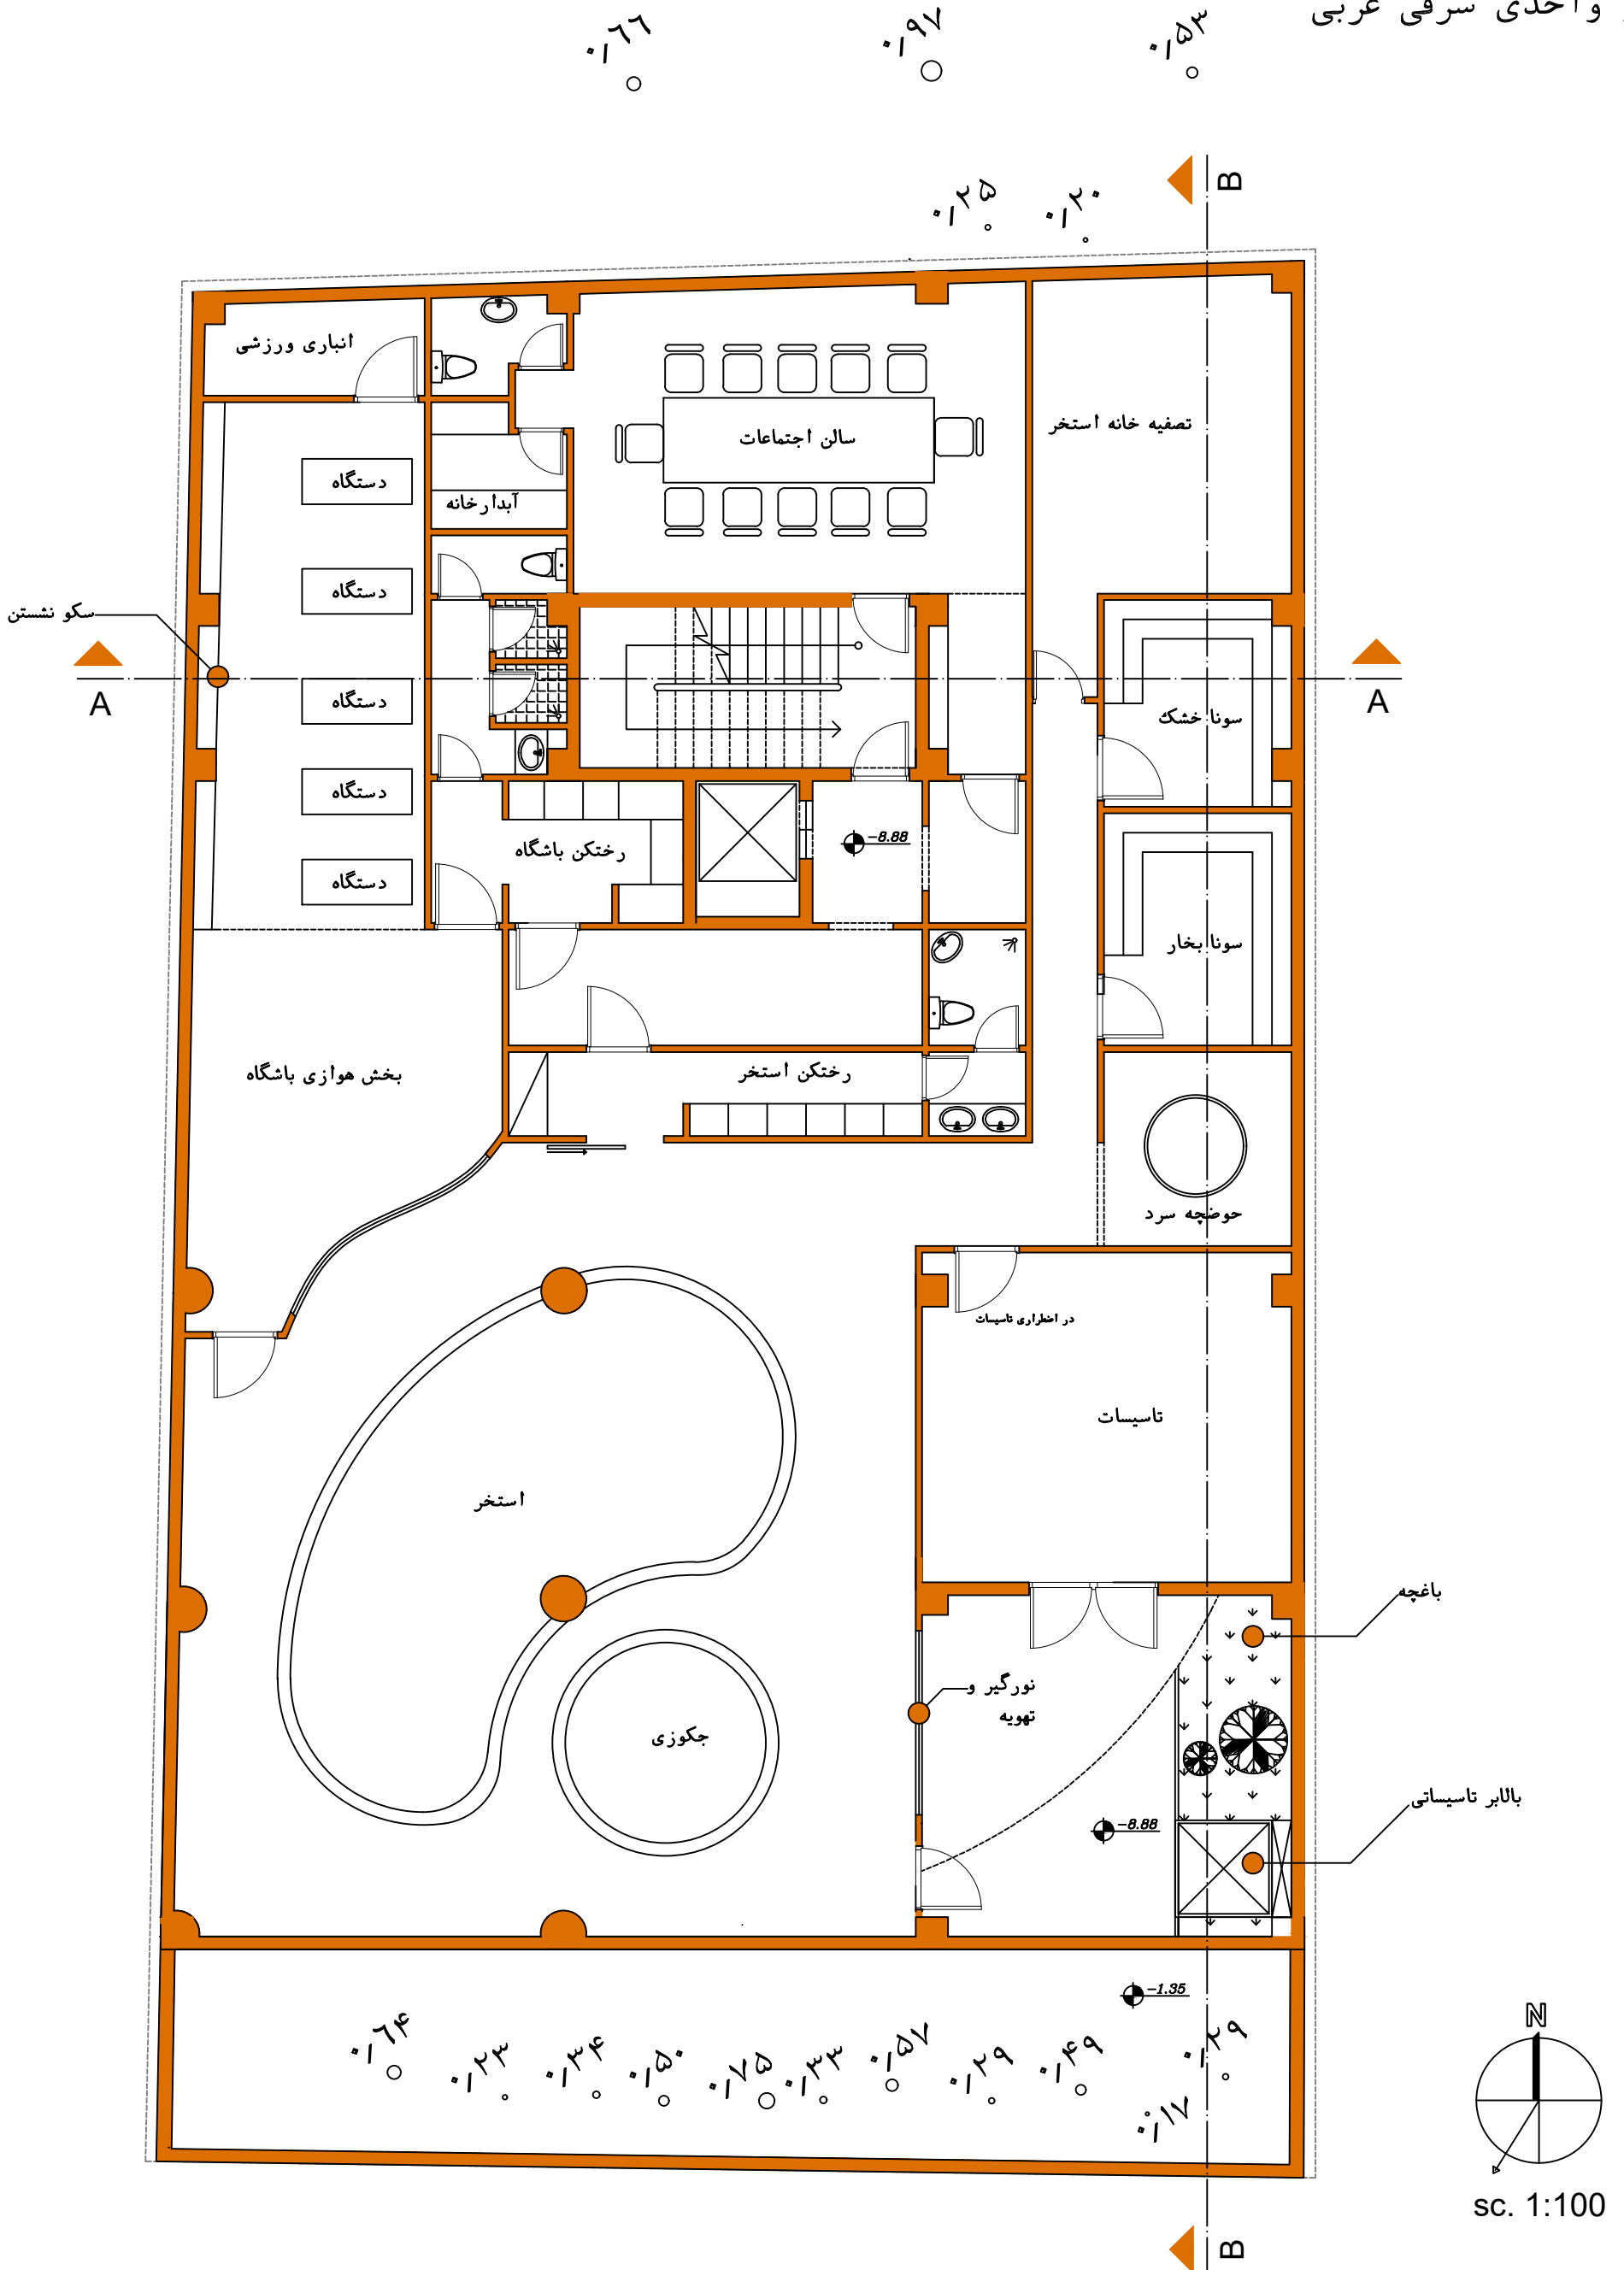 واحدی شرقی غربی
۰/۶۶
۰/۹۷
۰/۵۳
۰/۲۵
۰/۲۰
B
انباری ورزشی
سالن اجتماعات
تصفیه خانه استخر
دستگاه
آبدارخانه
دستگاه
سکو نشستن
A
A
دستگاه
سونا خشک
دستگاه
رختکن باشگاه
-8.88
دستگاه
سونا بخار
بخش هوازی باشگاه
رختکن استخر
حوضچه سرد
در اضطراری تاسیسات
تاسیسات
استخر
باغچه
نورگیر و
تهویه
جکوزی
بالابر تاسیساتی
-8.88
-1.35
۰/۶۴
۰/۲۳
۰/۳۴
۰/۵۰
۰/۷۵
۰/۳۳
۰/۵۷
۰/۲۹
۰/۴۹
۰/۱۷
۰/۲۹
N
sc. 1:100
B